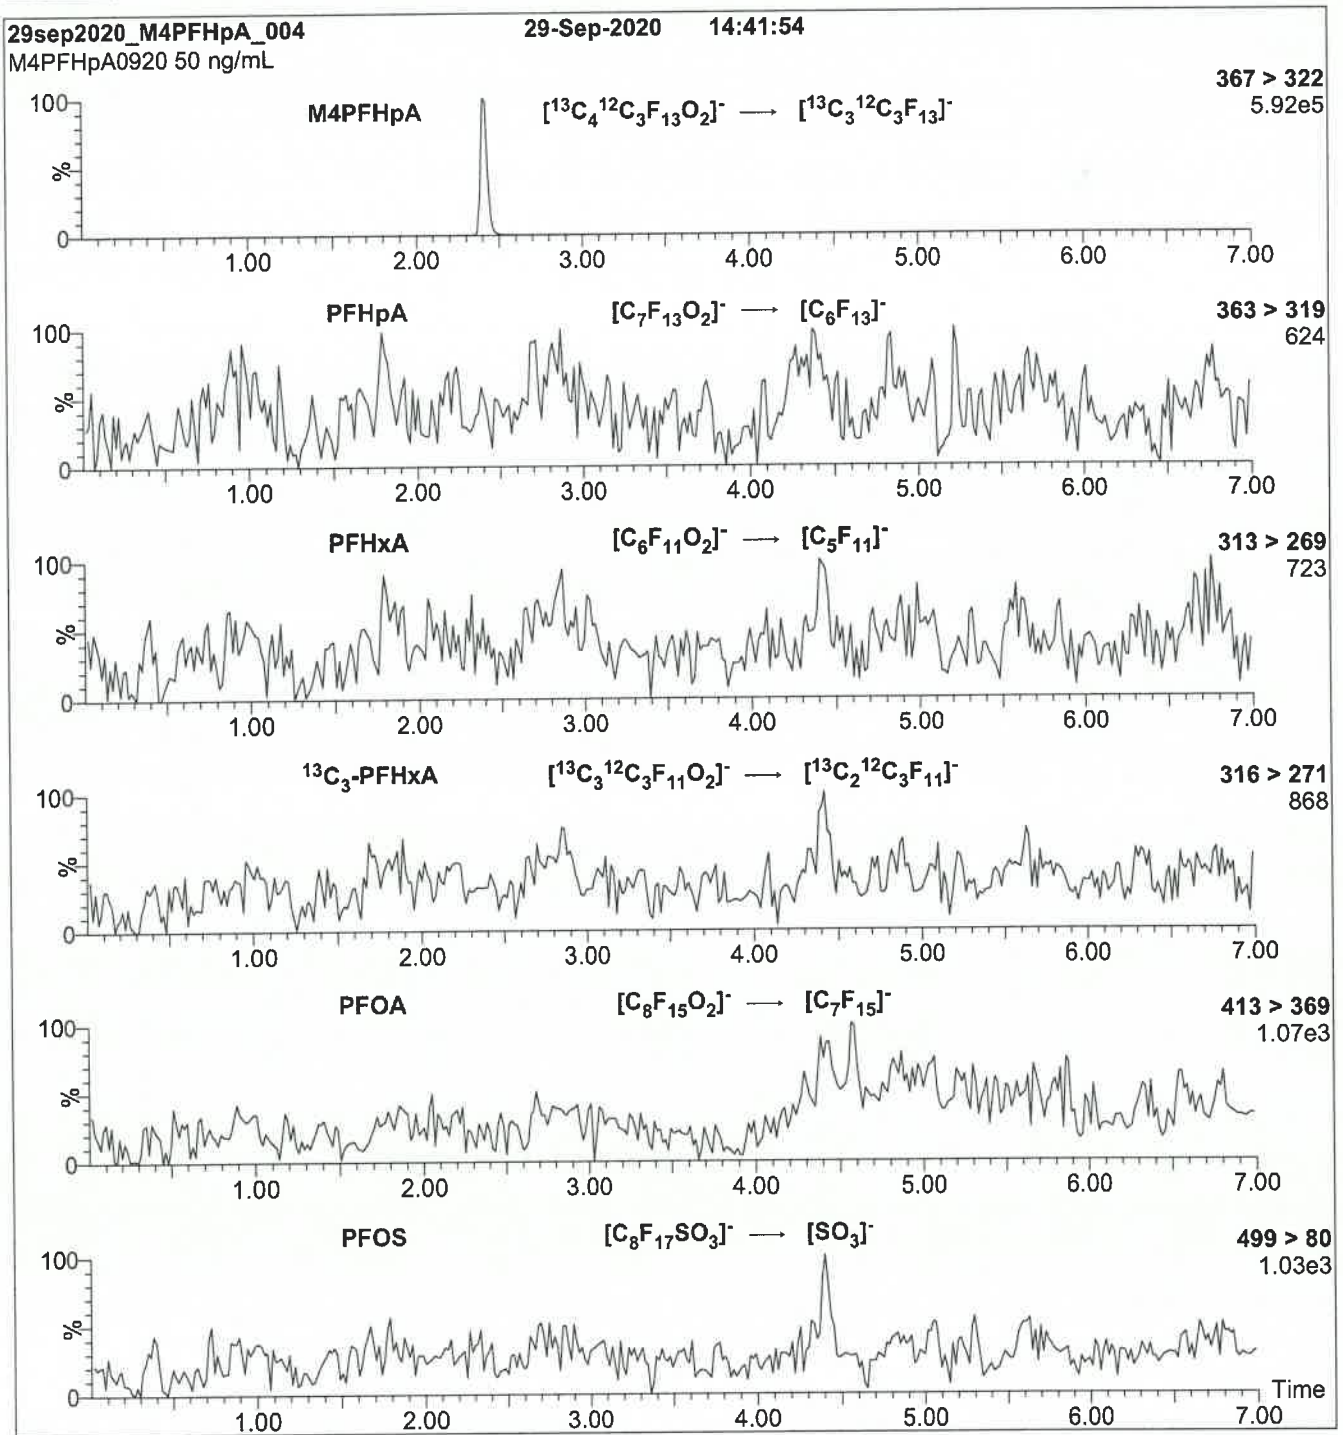 29sep2020_M4PFHpA_004 29-Sep-2020 14:41:54
M4PFHpA0920 50 ng/mL
367 > 322
5.92e5
M4PFHpA [¹³C₄¹²C₃F₁₃O₂]⁻ → [¹³C₃¹²C₃F₁₃]⁻
100
%
0
1.00 2.00 3.00 4.00 5.00 6.00 7.00
PFHpA [C₇F₁₃O₂]⁻ → [C₆F₁₃]⁻ 363 > 319
624
100
%
0
1.00 2.00 3.00 4.00 5.00 6.00 7.00
PFHxA [C₆F₁₁O₂]⁻ → [C₅F₁₁]⁻ 313 > 269
723
100
%
0
1.00 2.00 3.00 4.00 5.00 6.00 7.00
¹³C₃-PFHxA [¹³C₃¹²C₃F₁₁O₂]⁻ → [¹³C₂¹²C₃F₁₁]⁻ 316 > 271
868
100
%
0
1.00 2.00 3.00 4.00 5.00 6.00 7.00
PFOA [C₈F₁₅O₂]⁻ → [C₇F₁₅]⁻ 413 > 369
1.07e3
100
%
0
1.00 2.00 3.00 4.00 5.00 6.00 7.00
PFOS [C₈F₁₇SO₃]⁻ → [SO₃]⁻ 499 > 80
1.03e3
100
%
0
Time
1.00 2.00 3.00 4.00 5.00 6.00 7.00